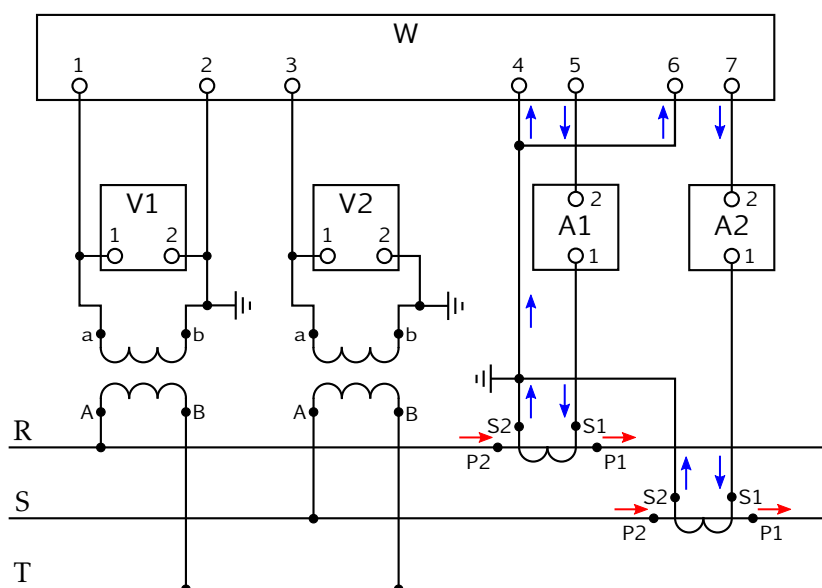 W
1 2 3 4 5 6 7
V1 V2 A1 A2
2 2
1 2 1 2 1 1
a b a b
A B A B
R S2 S1
P2 P1
S S2 S1
P2 P1
T